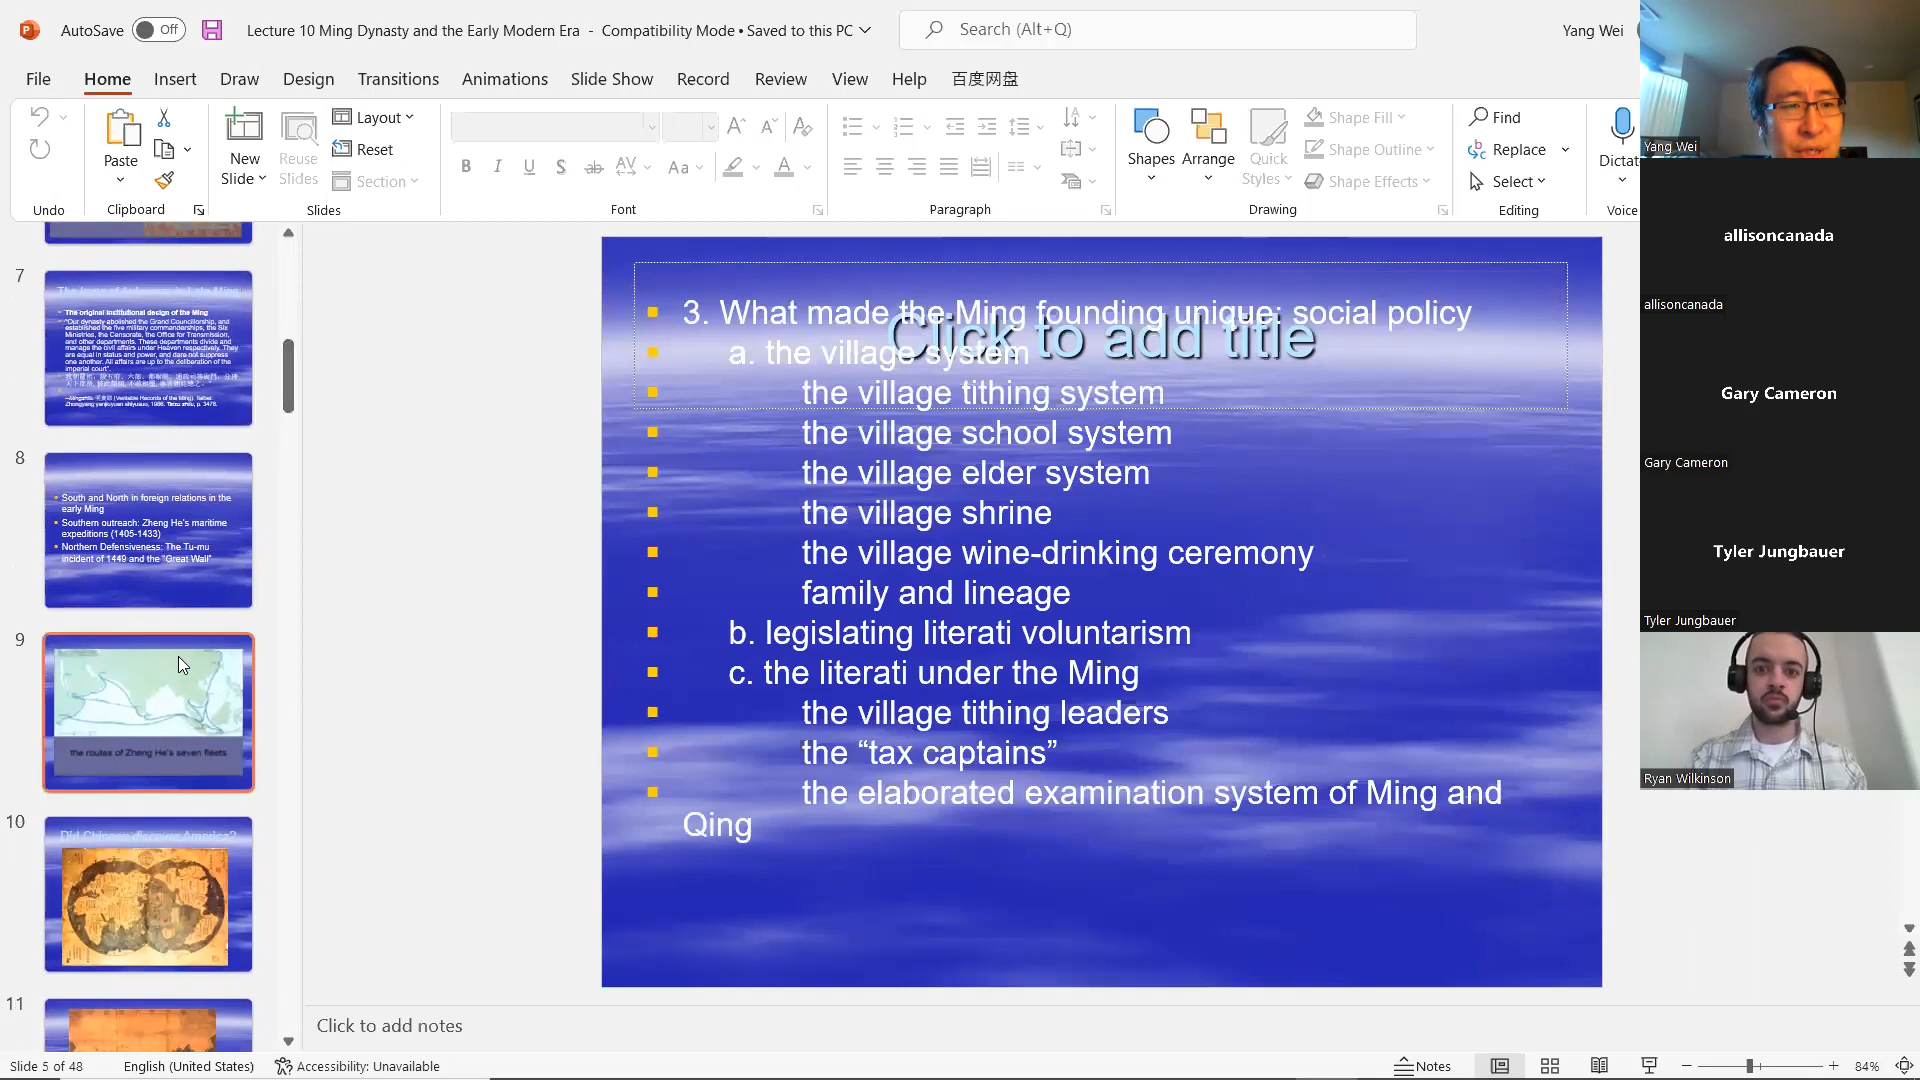 AutoSave
Off
Lecture 10 Ming Dynasty and the Early Modern Era - Compatibility Mode • Saved to this PC
Search (Alt+Q)
Yang Wei
File
Home
Insert
Draw
Design
Transitions
Animations
Slide Show
Record
Review
View
Help
百度网盘
Undo
Paste
Clipboard
New
Slide
Reuse
Slides
Layout
Reset
Section
Slides
Font
Paragraph
Shapes
Arrange
Quick
Styles
Shape Fill
Shape Outline
Shape Effects
Drawing
Find
Replace
Select
Editing
Dictat
Voice
7
The original institutional design of the Ming
"Our dynasty abolished the Grand Councillorship, and
established the five military commanderships, the Six
Ministries, the Censorate, the Office for Transmission,
and other departments. These departments divide and
manage the civil affairs under Heaven respectively. They
are equal in status and power, and dare not suppress
one another. All affairs are up to the deliberation of the
imperial court".
8
South and North in foreign relations in the
early Ming
Southern outreach: Zheng He's maritime
expeditions (1405-1433)
Northern Defensiveness: The Tu-mu
incident of 1449 and the "Great Wall"
9
the routes of Zheng He's seven fleets
10
Did Chinese discover America?
11
Click to add title
3. What made the Ming founding unique: social policy
a. the village system
the village tithing system
the village school system
the village elder system
the village shrine
the village wine-drinking ceremony
family and lineage
b. legislating literati voluntarism
c. the literati under the Ming
the village tithing leaders
the “tax captains”
the elaborated examination system of Ming and
Qing
Click to add notes
Slide 5 of 48
English (United States)
Accessibility: Unavailable
Notes
84%
Yang Wei
allisoncanada
allisoncanada
Gary Cameron
Gary Cameron
Tyler Jungbauer
Tyler Jungbauer
Ryan Wilkinson